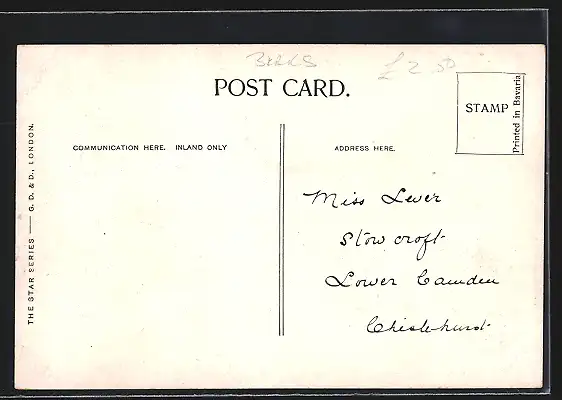 BERKS
£2.50
POST CARD.
STAMP
Printed in Bavaria
COMMUNICATION HERE. INLAND ONLY
ADDRESS HERE.
THE STAR SERIES — G. D. & D., LONDON.
Miss Lever
Stowcroft
Lower Camden
Chislehurst